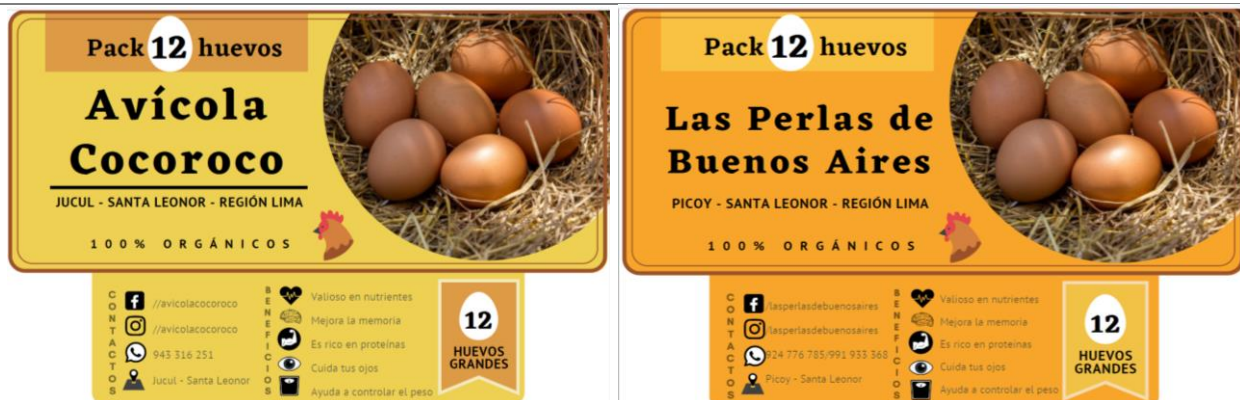 Pack 12 huevos
Avícola
Cocoroco
JUCUL - SANTA LEONOR - REGIÓN LIMA
100% ORGÁNICOS
CONTACTOS
//avicolacocoroco
//avicolacocoroco
943 316 251
Jucul - Santa Leonor
BENEFICIOS
Valioso en nutrientes
Mejora la memoria
Es rico en proteínas
Cuida tus ojos
Ayuda a controlar el peso
12
HUEVOS
GRANDES
Pack 12 huevos
Las Perlas de
Buenos Aires
PICOY - SANTA LEONOR - REGIÓN LIMA
100% ORGÁNICOS
CONTACTOS
/lasperlasdebuenosaires
lasperlasdebuenosaires
924 776 785/991 933 368
Picoy - Santa Leonor
BENEFICIOS
Valioso en nutrientes
Mejora la memoria
Es rico en proteínas
Cuida tus ojos
Ayuda a controlar el peso
12
HUEVOS
GRANDES